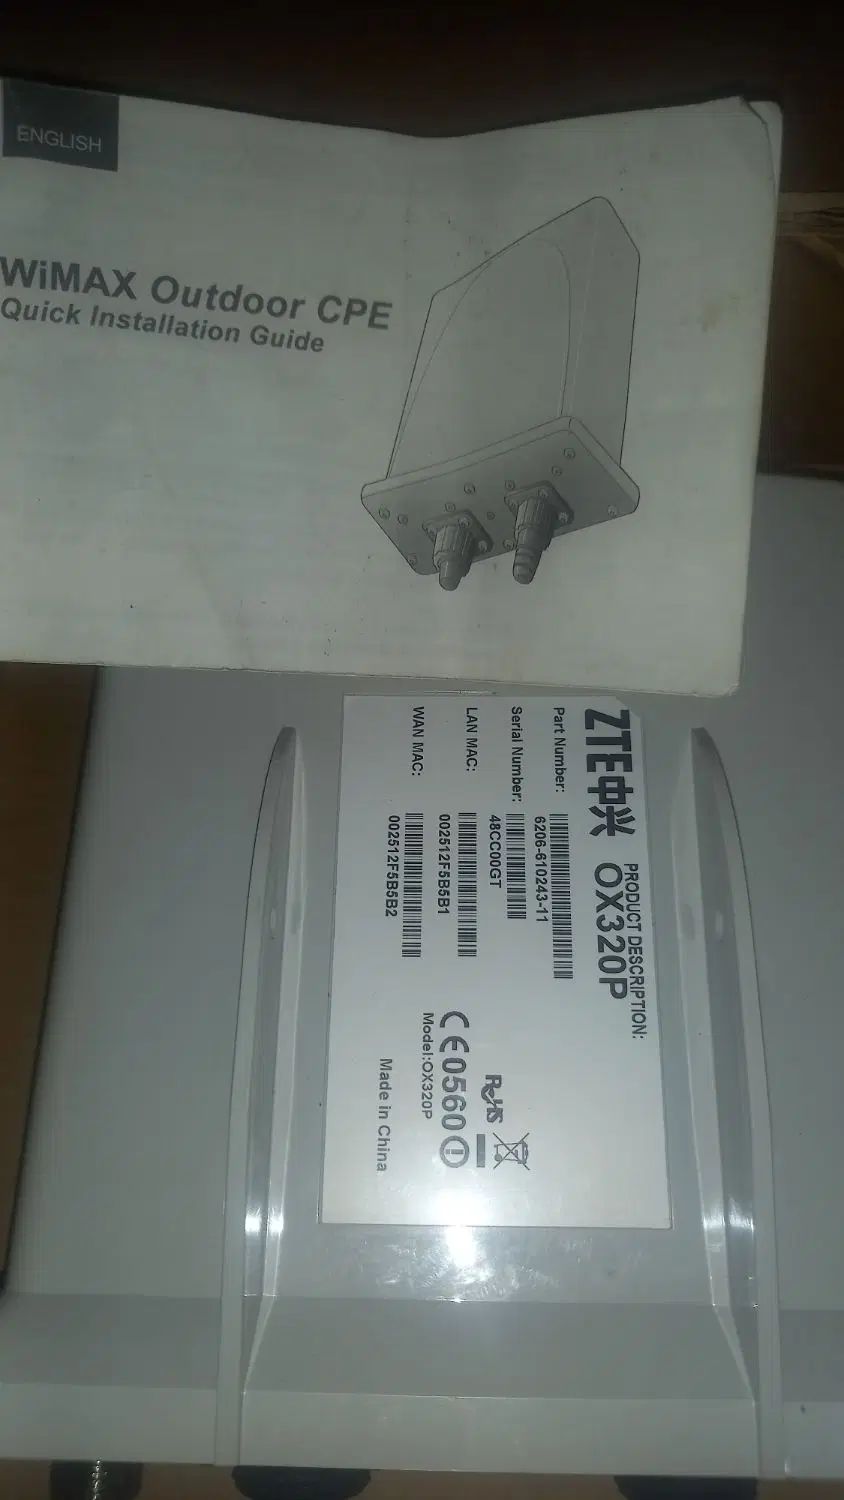 ENGLISH
WiMAX Outdoor CPE
Quick Installation Guide
ZTE中兴
PRODUCT DESCRIPTION:
OX320P
Part Number:
6206-610243-11
Serial Number:
48CC00GT
LAN MAC:
002512F5B5B1
WAN MAC:
002512F5B5B2
RoHS
CE0560
Model:OX320P
Made in China